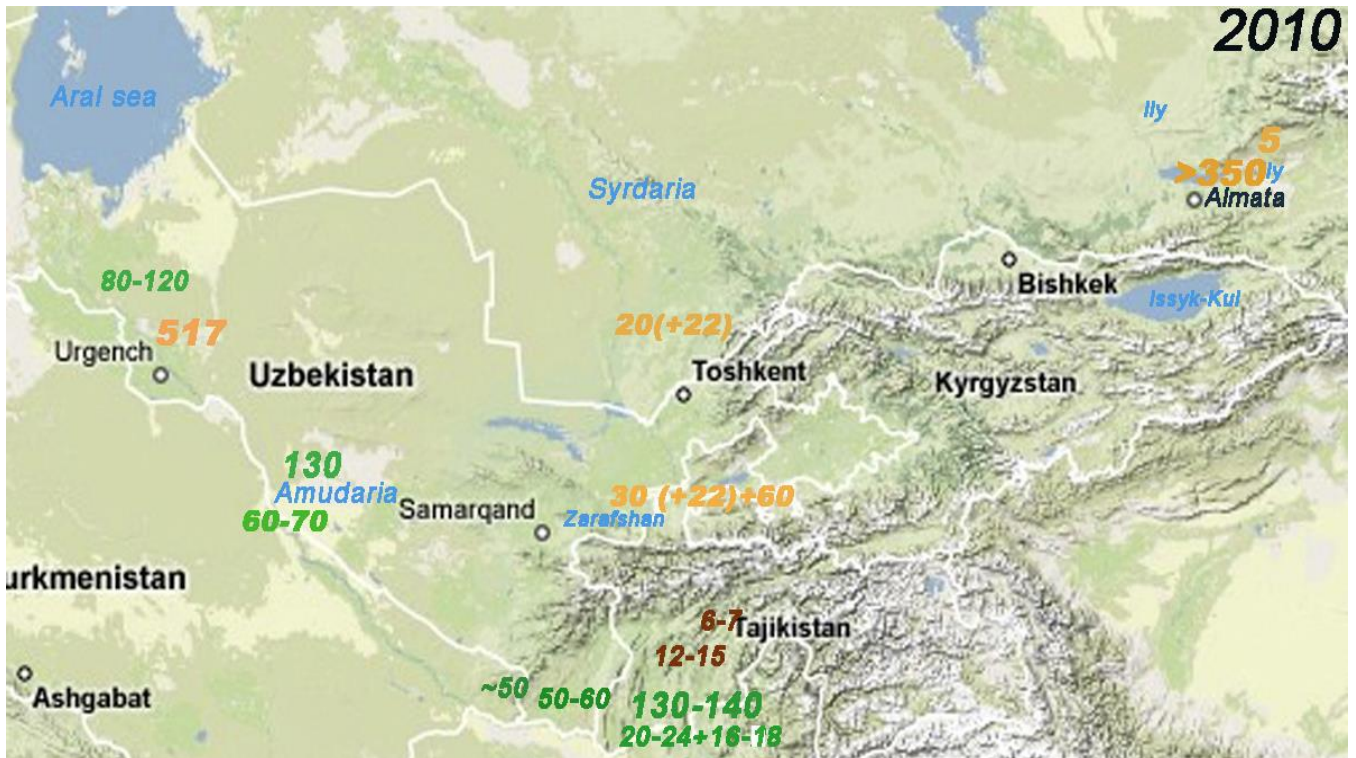 2010
Aral sea
Ily
5
>350
ly
Almata
Syrdaria
Bishkek
80-120
Issyk-Kul
517
20(+22)
Urgench
Uzbekistan
Toshkent
Kyrgyzstan
130
Amudaria
30 (+22)+60
60-70
Samarqand
Zarafshan
urkmenistan
6-7
Tajikistan
12-15
Ashgabat
~50
50-60
130-140
20-24+16-18